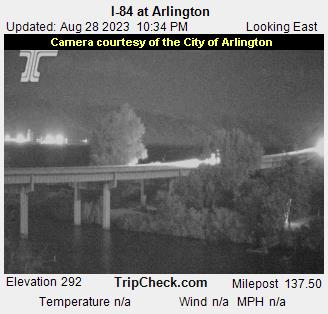 I-84 at Arlington
Updated: Aug 28 2023 10:34 PM Looking East
Camera courtesy of the City of Arlington
Elevation 292 TripCheck.com Milepost 137.50
Temperature n/a Wind n/a MPH n/a